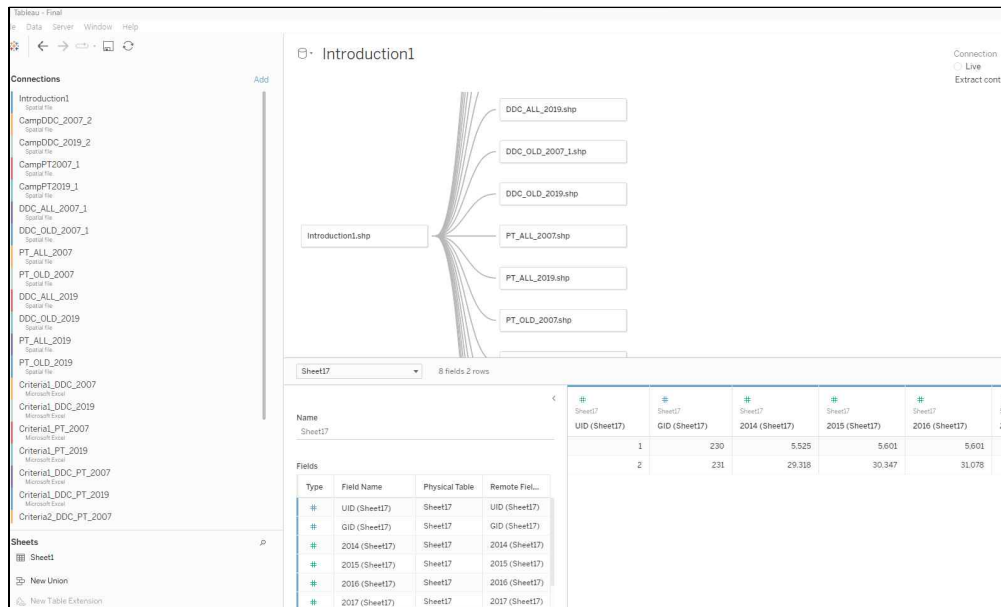 Tableau - Final
Data Server Window Help
Connections
Add
Introduction1
Spatial file
CampDDC_2007_2
Spatial file
CampDDC_2019_2
Spatial file
CampPT2007_1
Spatial file
CampPT2019_1
Spatial file
DDC_ALL_2007_1
Spatial file
DDC_OLD_2007_1
Spatial file
PT_ALL_2007
Spatial file
PT_OLD_2007
Spatial file
DDC_ALL_2019
Spatial file
DDC_OLD_2019
Spatial file
PT_ALL_2019
Spatial file
PT_OLD_2019
Spatial file
Criteria1_DDC_2007
Microsoft Excel
Criteria1_DDC_2019
Microsoft Excel
Criteria1_PT_2007
Microsoft Excel
Criteria1_PT_2019
Microsoft Excel
Criteria1_DDC_PT_2007
Microsoft Excel
Criteria1_DDC_PT_2019
Microsoft Excel
Criteria2_DDC_PT_2007
Sheets
Sheet1
New Union
New Table Extension
Introduction1
Connection
Live
Extract cont
Introduction1.shp
DDC_ALL_2019.shp
DDC_OLD_2007_1.shp
DDC_OLD_2019.shp
PT_ALL_2007.shp
PT_ALL_2019.shp
PT_OLD_2007.shp
Sheet17 8 fields 2 rows
Name
Sheet17
Fields
Type Field Name Physical Table Remote Fiel...
# UID (Sheet17) Sheet17 UID (Sheet17)
# GID (Sheet17) Sheet17 GID (Sheet17)
# 2014 (Sheet17) Sheet17 2014 (Sheet17)
# 2015 (Sheet17) Sheet17 2015 (Sheet17)
# 2016 (Sheet17) Sheet17 2016 (Sheet17)
# 2017 (Sheet17) Sheet17 2017 (Sheet17)
# # # # #
Sheet17 Sheet17 Sheet17 Sheet17 Sheet17
UID (Sheet17) GID (Sheet17) 2014 (Sheet17) 2015 (Sheet17) 2016 (Sheet17)
1 230 5,525 5,601 5,601
2 231 29,318 30,347 31,078